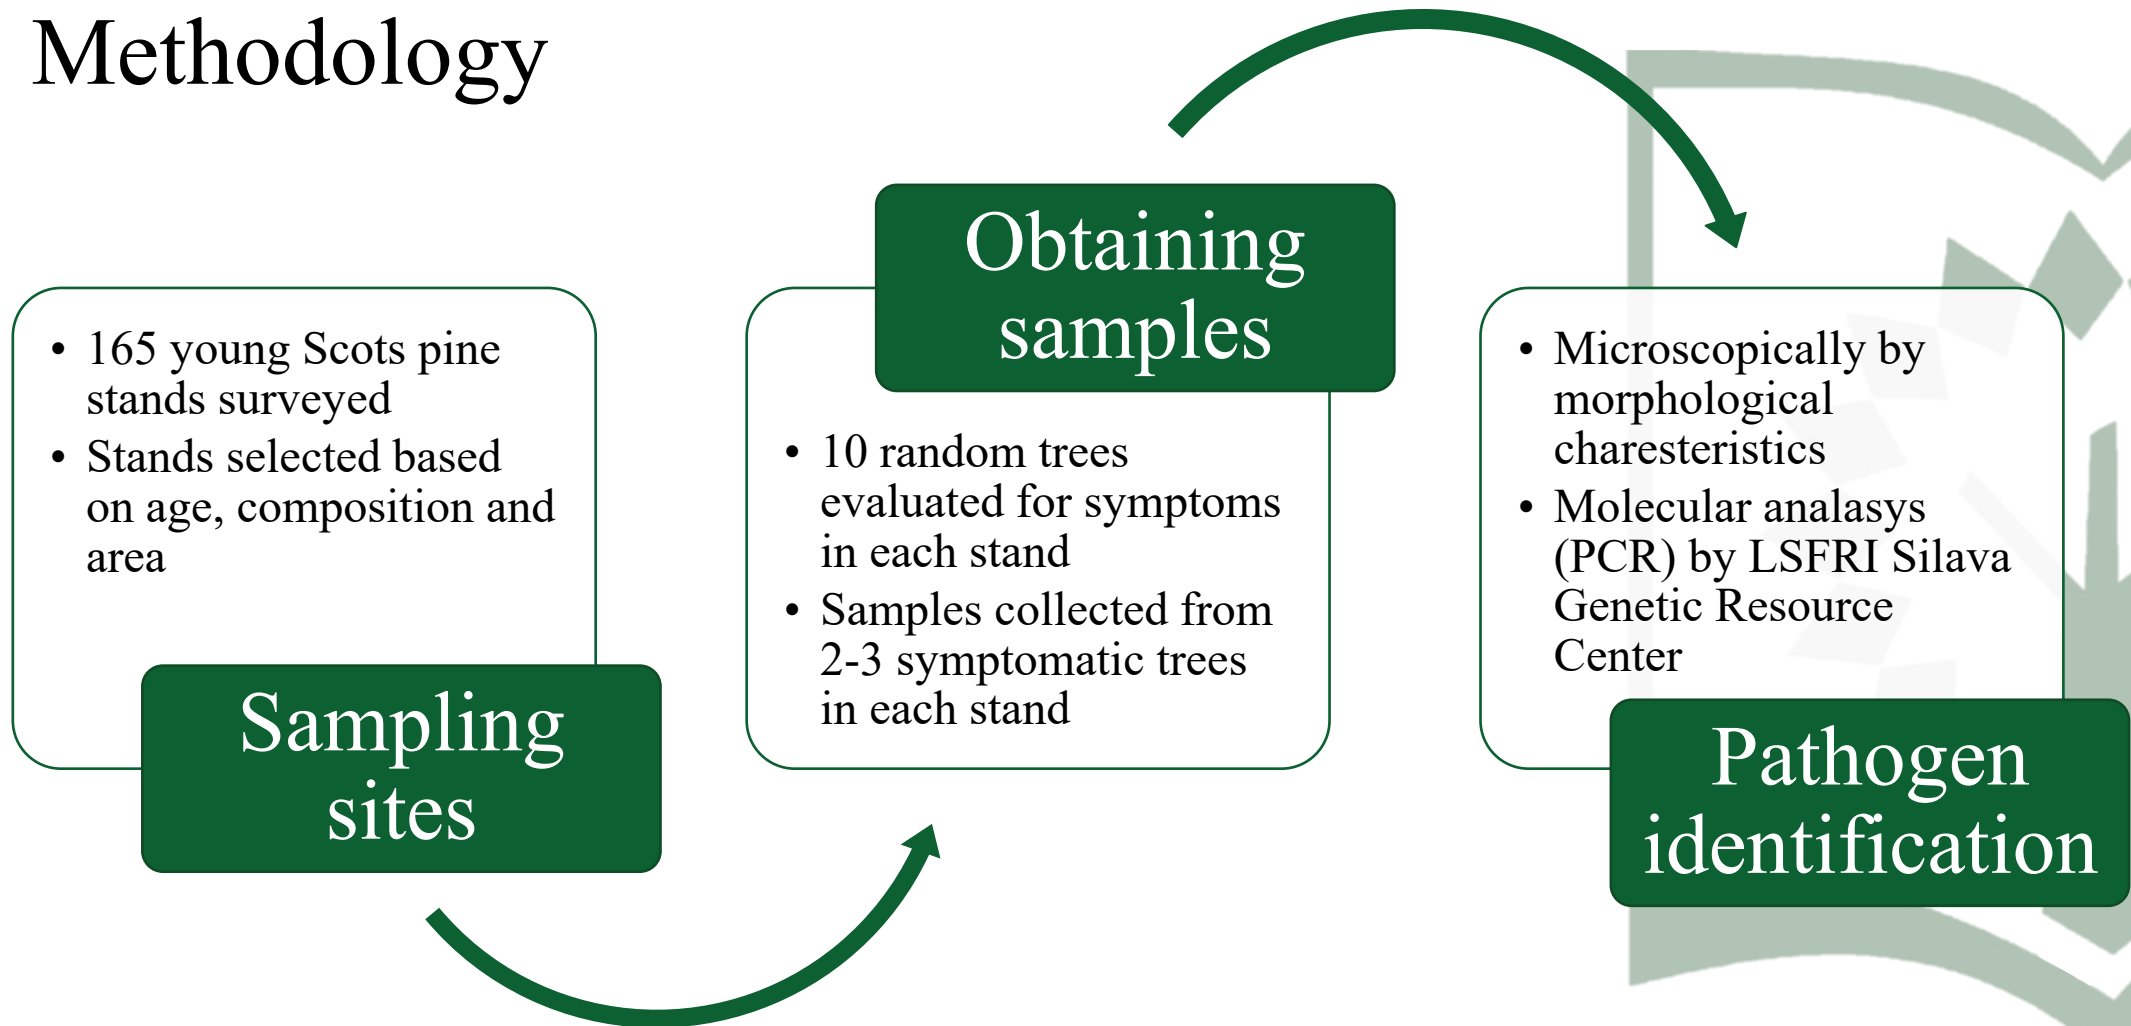 Methodology
• 165 young Scots pine
stands surveyed
• Stands selected based
on age, composition and
area
Sampling
sites
Obtaining
samples
• 10 random trees
evaluated for symptoms
in each stand
• Samples collected from
2-3 symptomatic trees
in each stand
• Microscopically by
morphological
charesteristics
• Molecular analasys
(PCR) by LSFRI Silava
Genetic Resource
Center
Pathogen
identification